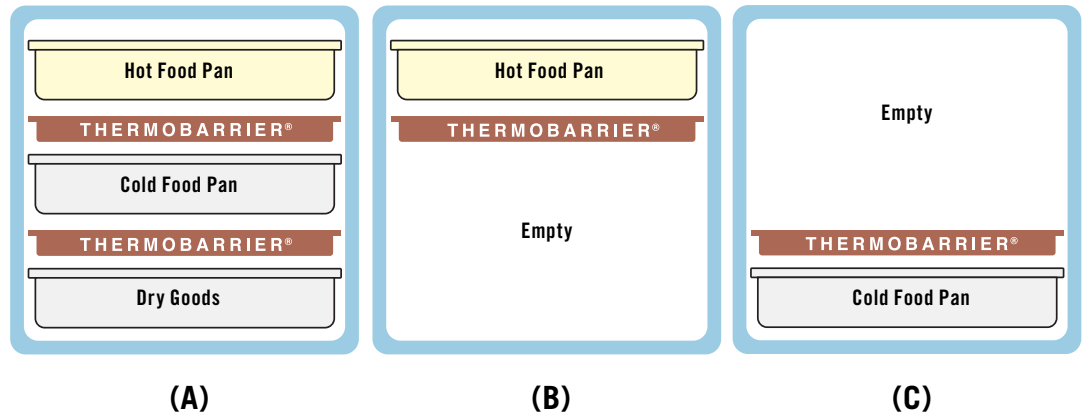 Hot Food Pan
THERMOBARRIER®
Cold Food Pan
THERMOBARRIER®
Dry Goods
(A)
Hot Food Pan
THERMOBARRIER®
Empty
(B)
Empty
THERMOBARRIER®
Cold Food Pan
(C)